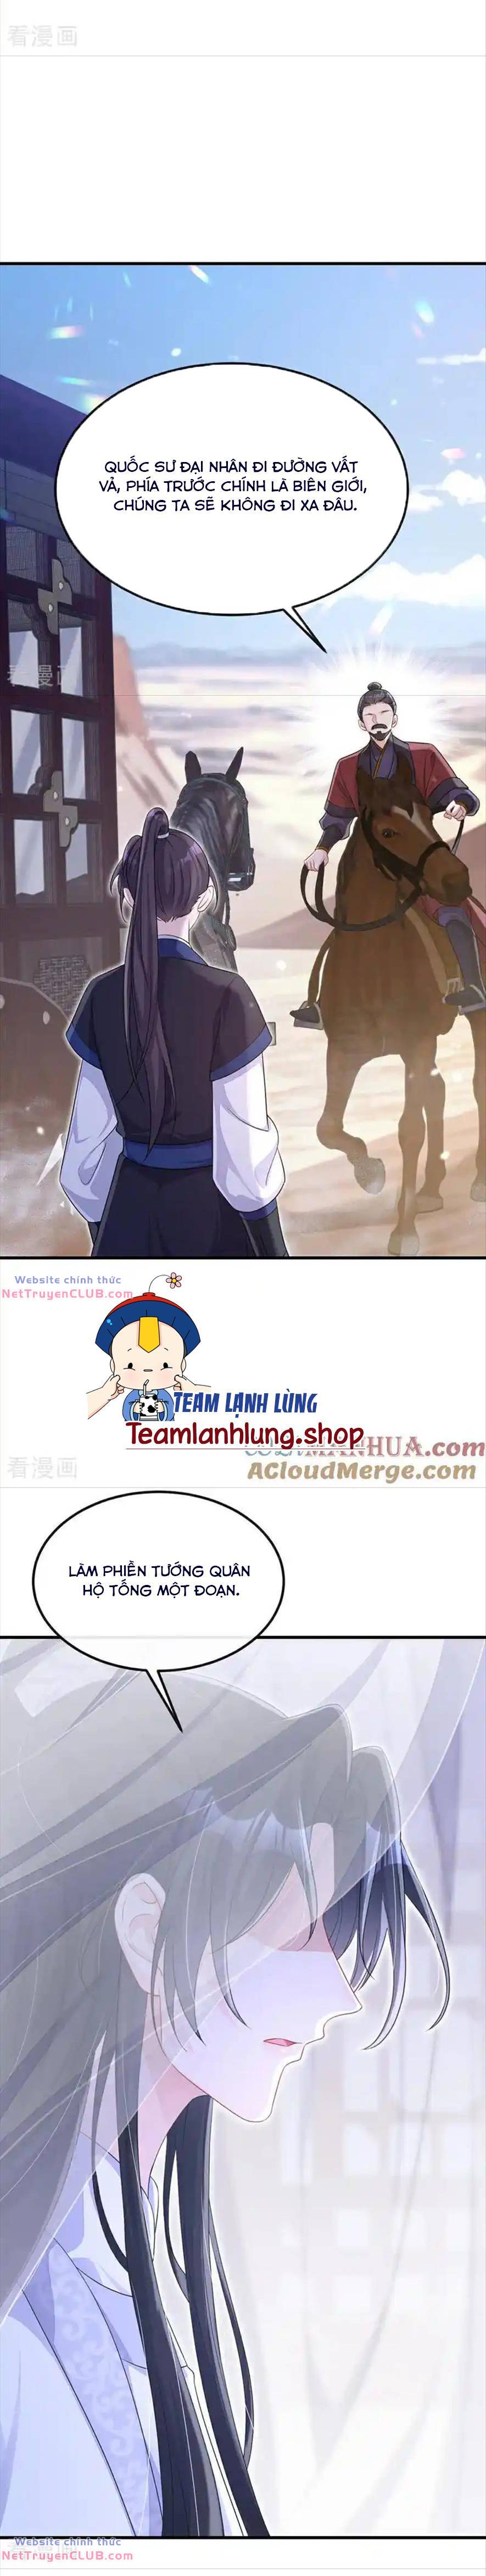 看漫画
QUỐC SƯ ĐẠI NHÂN ĐI ĐƯỜNG VẤT
VẢ, PHÍA TRƯỚC CHÍNH LÀ BIÊN GIỚI,
CHÚNG TA SẼ KHÔNG ĐI XA ĐÂU.
看漫画
Website chính thức
NetTruyenCLUB.com
TEAM LẠNH LÙNG
Teamlanhlung.shop
MANHUA.com
ACloudMerge.com
看漫画
LÀM PHIỀN TƯỚNG QUÂN
HỘ TỐNG MỘT ĐOẠN.
Website chính thức
NetTruyenCLUB.com